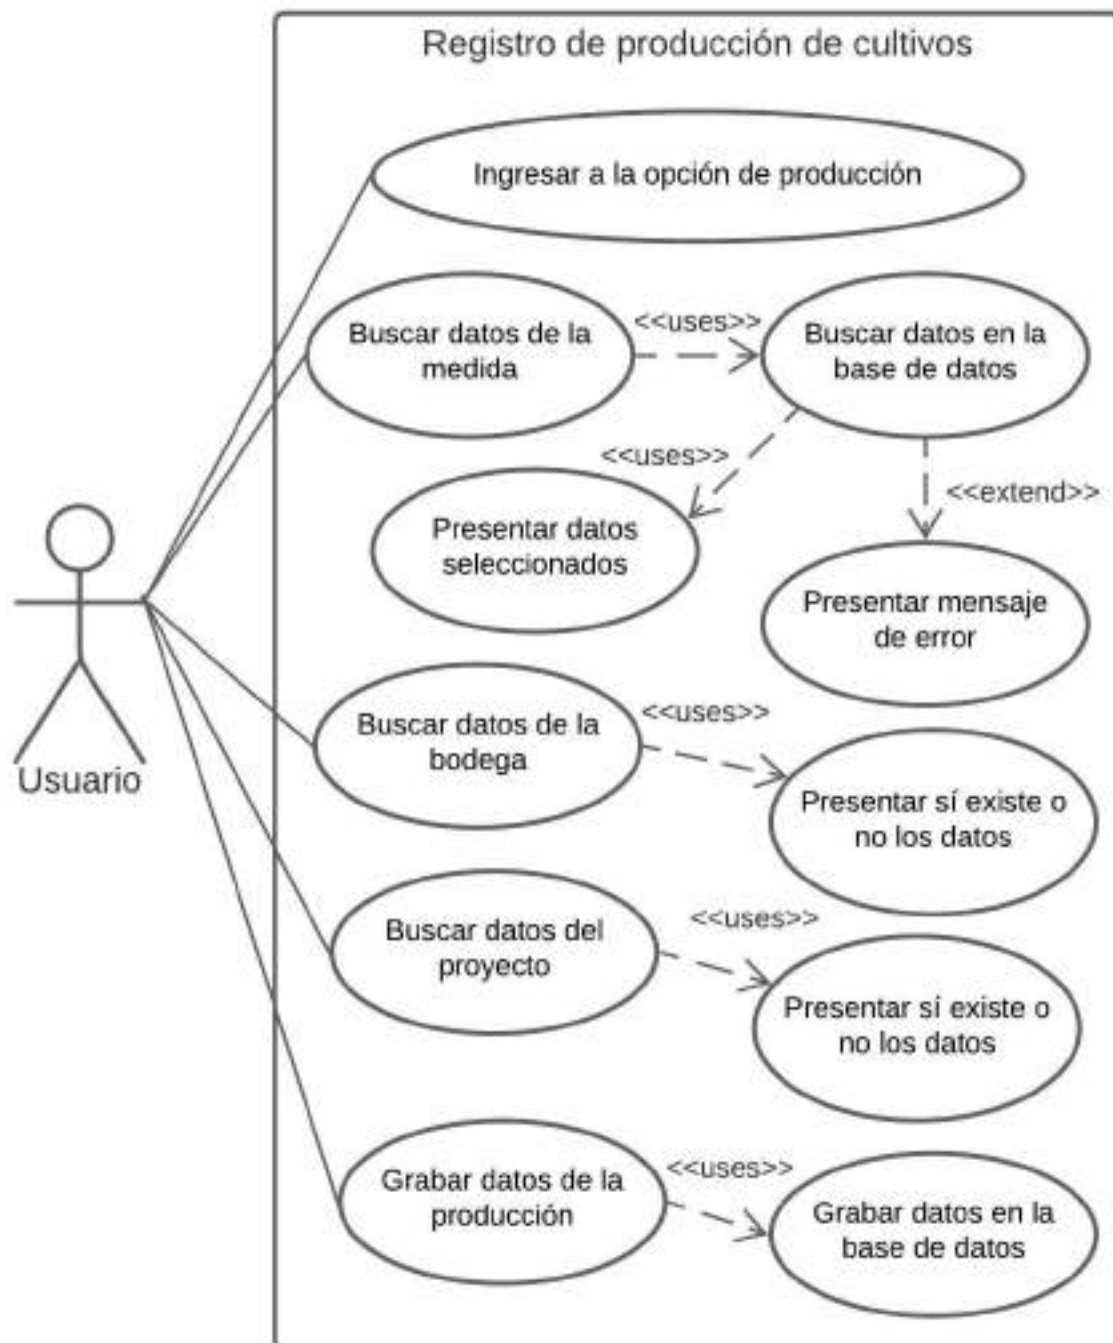 Registro de producción de cultivos
Ingresar a la opción de producción
Buscar datos de la
medida
<<uses>>
Buscar datos en la
base de datos
<<uses>>
<<extend>>
Presentar datos
seleccionados
Presentar mensaje
de error
Usuario
Buscar datos de la
bodega
<<uses>>
Presentar sí existe o
no los datos
Buscar datos del
proyecto
<<uses>>
Presentar sí existe o
no los datos
Grabar datos de la
producción
<<uses>>
Grabar datos en la
base de datos